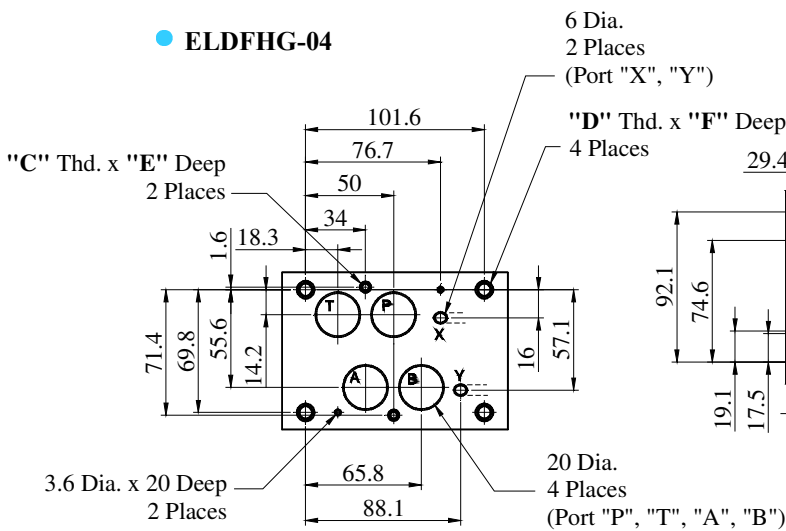 ELDFHG-04
6 Dia.
2 Places
(Port "X", "Y")
101.6
"D" Thd. x "F" Deep
4 Places
76.7
"C" Thd. x "E" Deep
2 Places
50
34
18.3
1.6
29.4
T
P
X
A
B
Y
71.4
69.8
55.6
14.2
16
57.1
92.1
74.6
19.1
17.5
3.6 Dia. x 20 Deep
2 Places
65.8
88.1
20 Dia.
4 Places
(Port "P", "T", "A", "B")